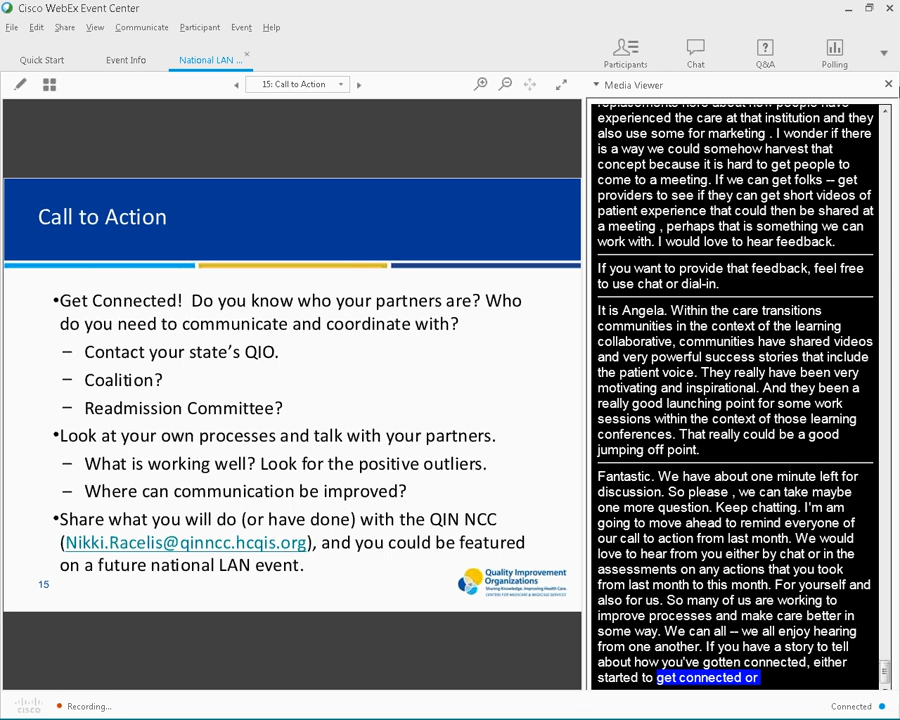 Cisco WebEx Event Center
File Edit Share View Communicate Participant Event Help
Quick Start Event Info National LAN ... ×
Participants Chat Q&A Polling
15: Call to Action
Media Viewer
Call to Action
•Get Connected!  Do you know who your partners are? Who
do you need to communicate and coordinate with?
– Contact your state's QIO.
– Coalition?
– Readmission Committee?
•Look at your own processes and talk with your partners.
– What is working well? Look for the positive outliers.
– Where can communication be improved?
•Share what you will do (or have done) with the QIN NCC
(Nikki.Racelis@qinncc.hcqis.org), and you could be featured
on a future national LAN event.
15
Quality Improvement
Organizations
Sharing Knowledge. Improving Health Care.
CENTERS FOR MEDICARE & MEDICAID SERVICES
replacements here about how people have
experienced the care at that institution and they
also use some for marketing . I wonder if there
is a way we could somehow harvest that
concept because it is hard to get people to
come to a meeting. If we can get folks -- get
providers to see if they can get short videos of
patient experience that could then be shared at
a meeting , perhaps that is something we can
work with. I would love to hear feedback.
If you want to provide that feedback, feel free
to use chat or dial-in.
It is Angela. Within the care transitions
communities in the context of the learning
collaborative, communities have shared videos
and very powerful success stories that include
the patient voice. They really have been very
motivating and inspirational. And they been a
really good launching point for some work
sessions within the context of those learning
conferences. That really could be a good
jumping off point.
Fantastic. We have about one minute left for
discussion. So please , we can take maybe
one more question. Keep chatting. I'm am
going to move ahead to remind everyone of
our call to action from last month. We would
love to hear from you either by chat or in the
assessments on any actions that you took
from last month to this month. For yourself and
also for us. So many of us are working to
improve processes and make care better in
some way. We can all -- we all enjoy hearing
from one another. If you have a story to tell
about how you've gotten connected, either
started to get connected or
cisco
Recording...
Connected